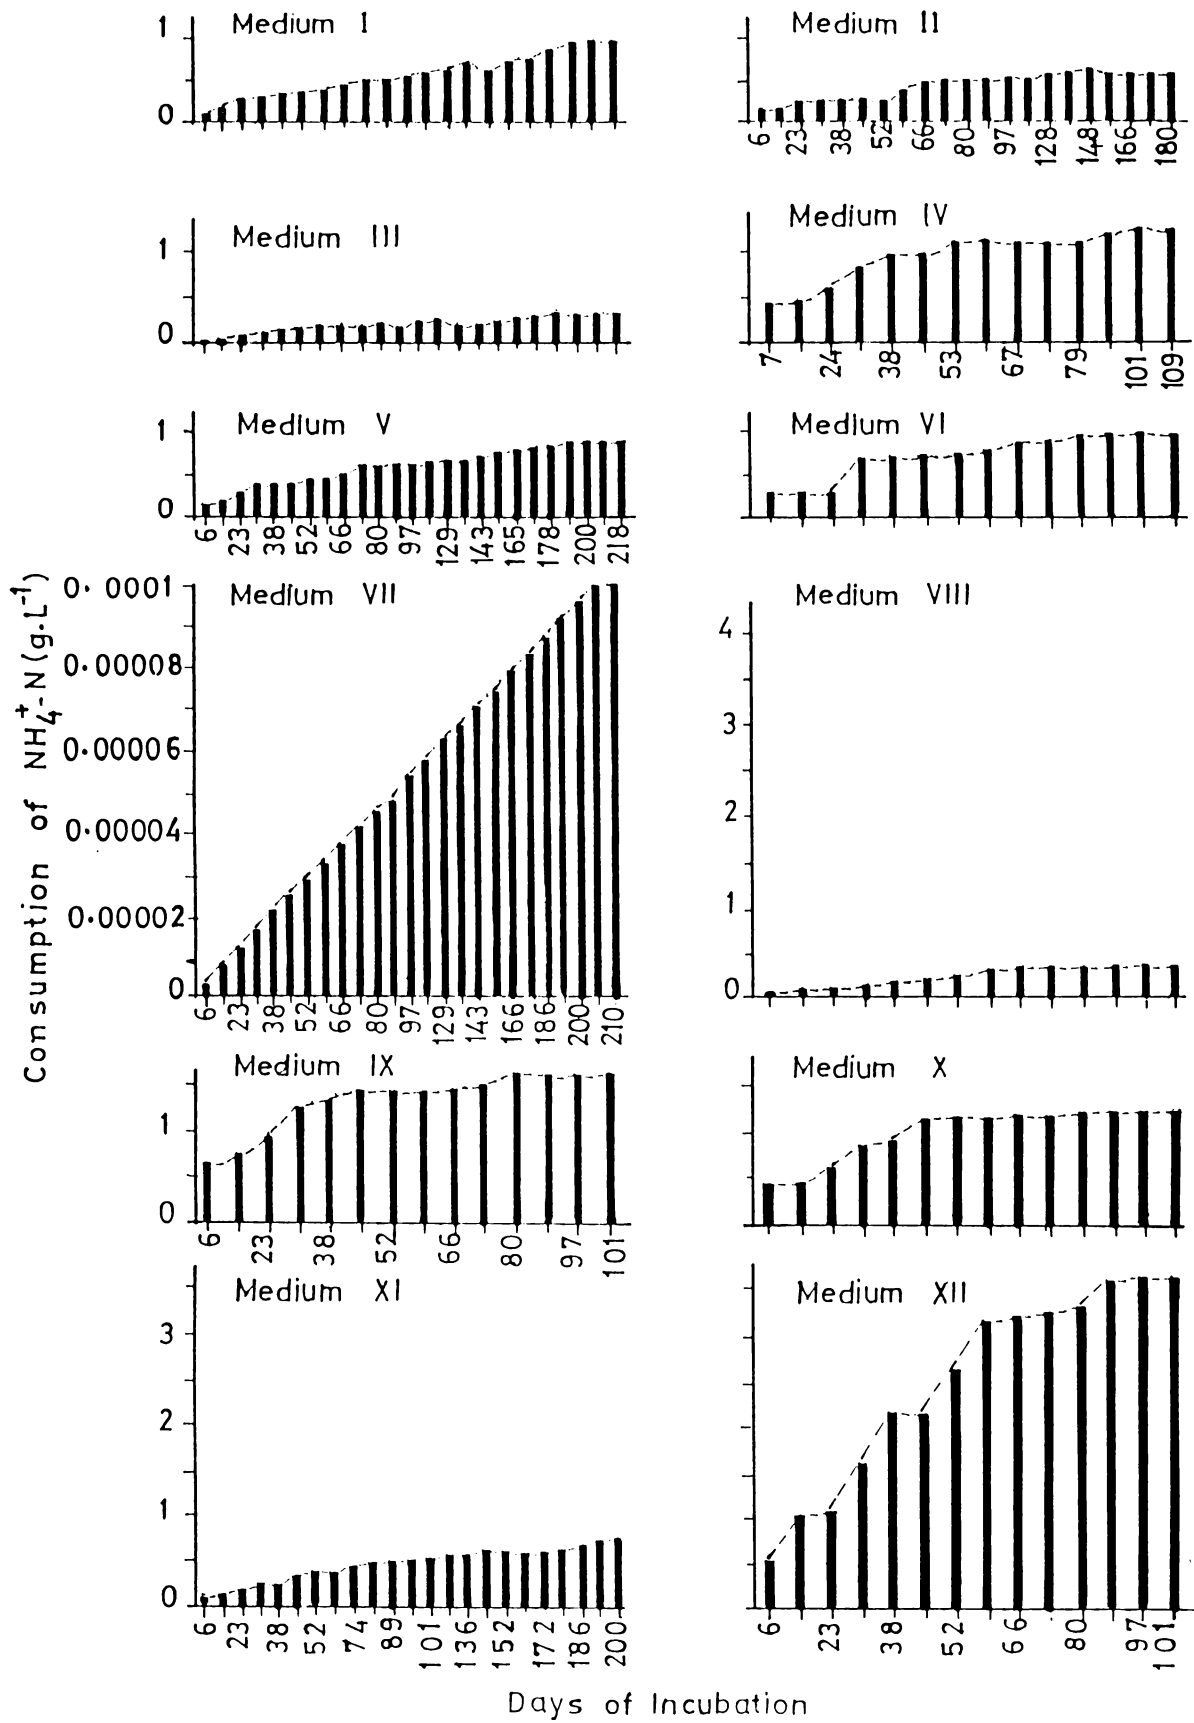 Medium I
1
0
Medium II
6 23 38 52 66 80 97 128 148 166 180
Medium III
1
0
Medium IV
7 24 38 53 67 79 101 109
Medium V
1
0
6 23 38 52 66 80 97 129 143 165 178 200 218
Medium VI
Consumption of NH₄⁺-N (g.L⁻¹)
Medium VII
0.0001
0.00008
0.00006
0.00004
0.00002
0
6 23 38 52 66 80 97 129 143 166 186 200 210
Medium VIII
4
3
2
1
0
Medium IX
1
0
6 23 38 52 66 80 97 101
Medium X
Medium XI
3
2
1
0
6 23 38 52 74 89 101 136 152 172 186 200
Medium XII
6 23 38 52 66 80 97 101
Days of Incubation